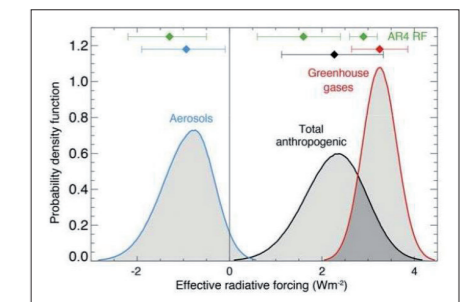 AR4 RF
1.2
Greenhouse
gases
1.0
Aerosols
Total
anthropogenic
0.8
0.6
0.4
0.2
0.0
Probability density function
-2
0
2
4
Effective radiative forcing (Wm⁻²)